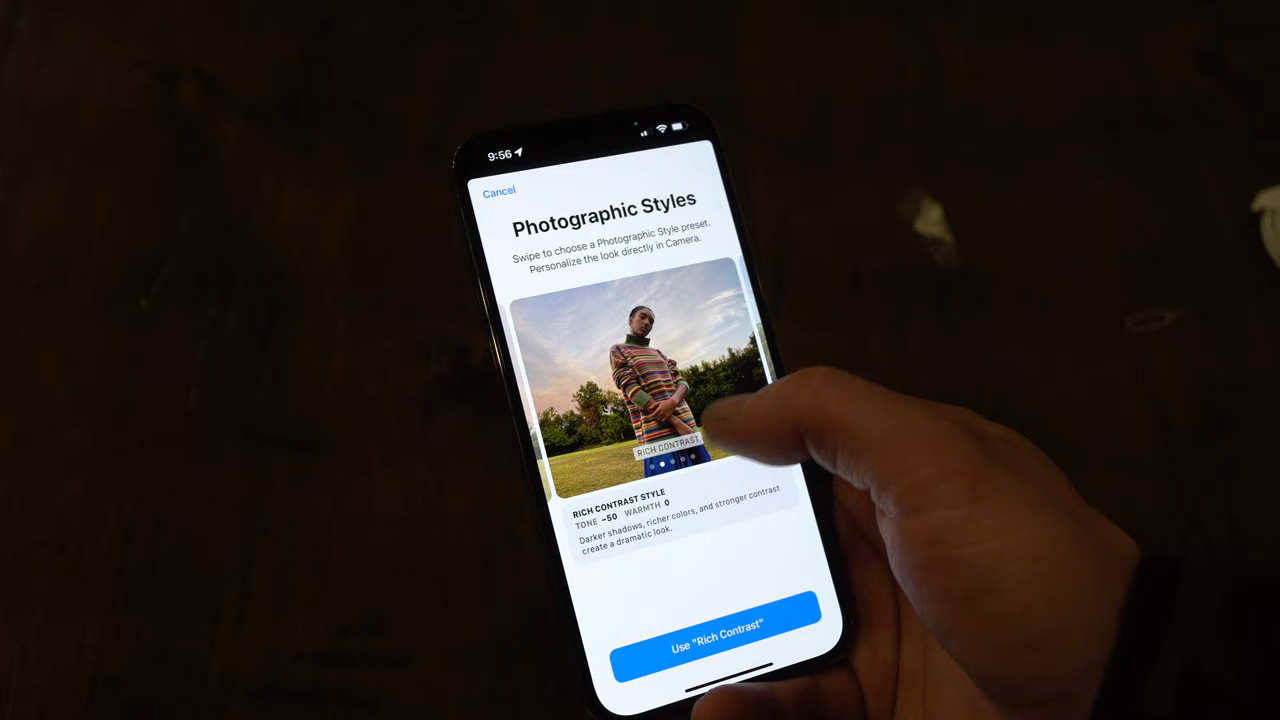 9:56
Cancel
Photographic Styles
Swipe to choose a Photographic Style preset.
Personalize the look directly in Camera.
RICH CONTRAST
RICH CONTRAST STYLE
TONE –50 WARMTH 0
Darker shadows, richer colors, and stronger contrast
create a dramatic look.
Use "Rich Contrast"